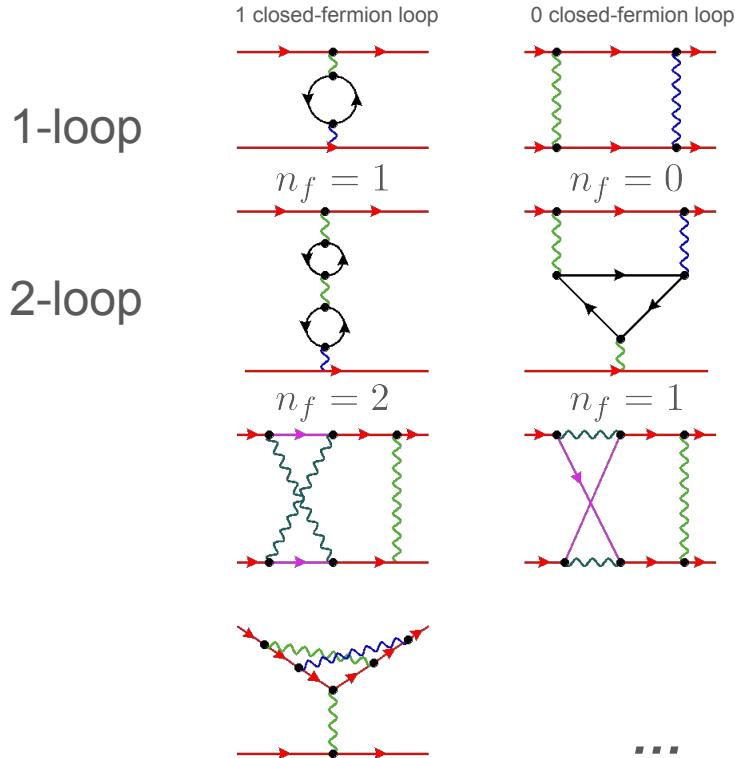 1 closed-fermion loop
0 closed-fermion loop
1-loop
n_f = 1
n_f = 0
2-loop
n_f = 2
n_f = 1
...